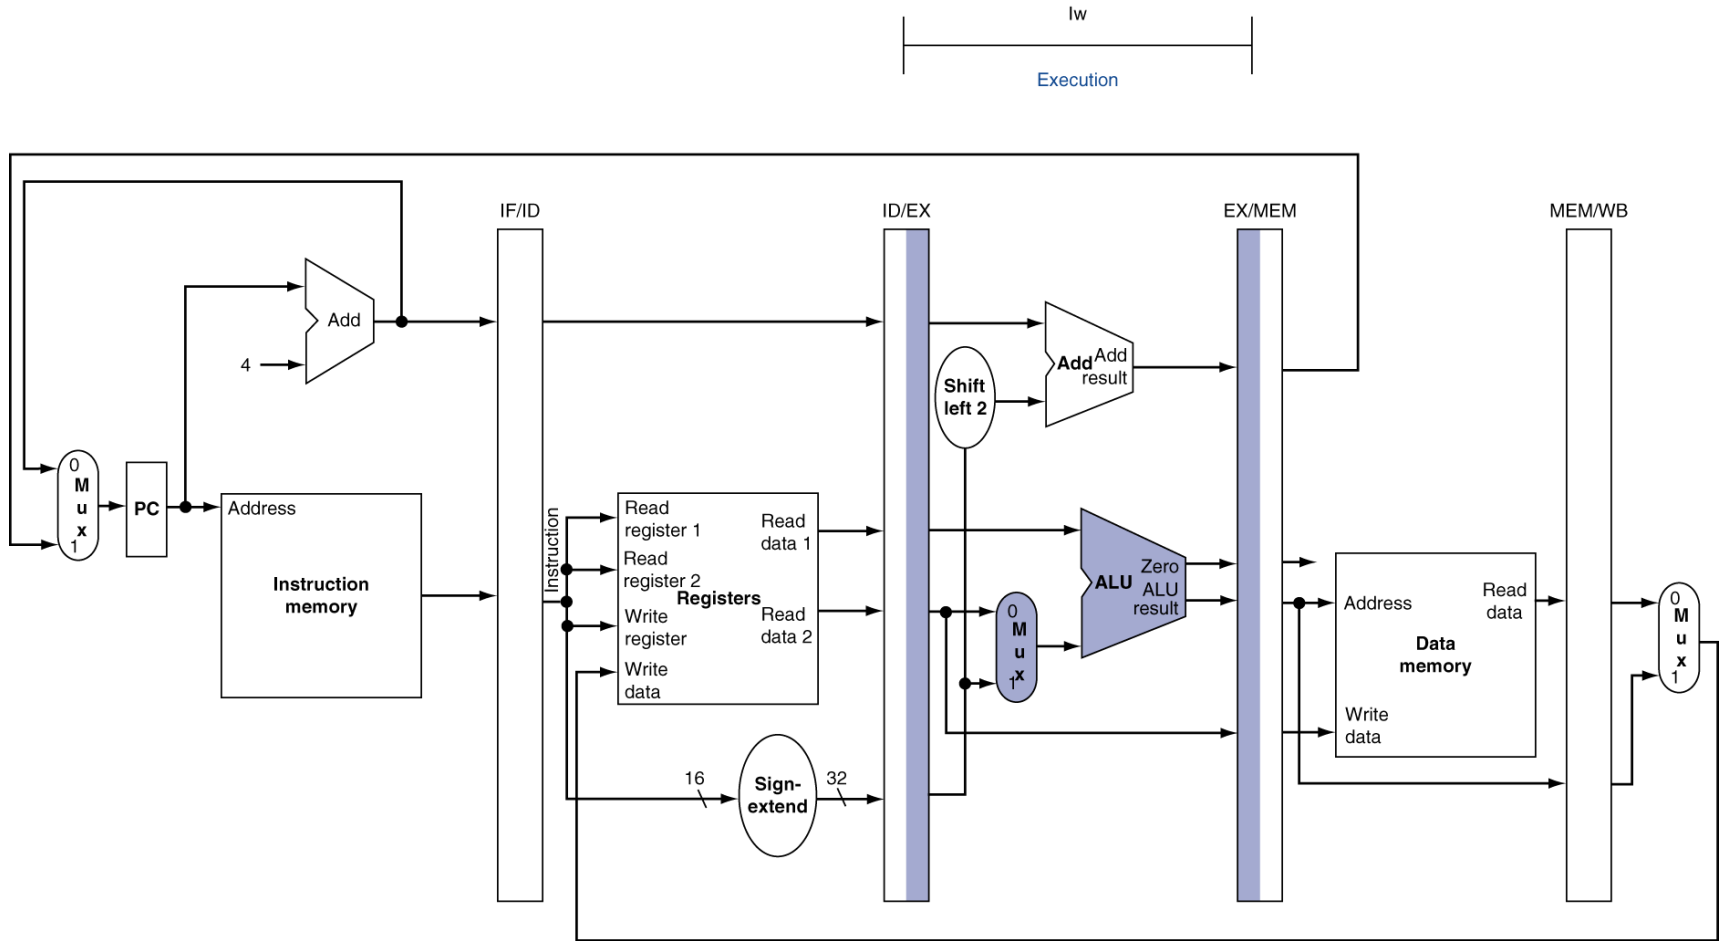 lw
Execution
IF/ID
ID/EX
EX/MEM
MEM/WB
Add
4
Add
Add
result
Shift
left 2
0
M
u
x
1
PC
Address
Instruction
memory
Instruction
Read
register 1
Read
register 2
Write
register
Write
data
Registers
Read
data 1
Read
data 2
16
Sign-
extend
32
0
M
u
x
1
ALU
Zero
ALU
result
Address
Read
data
Data
memory
Write
data
0
M
u
x
1